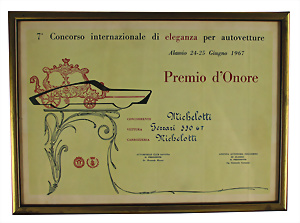 7° Concorso internazionale di eleganza per autovetture
Alassio 24-25 Giugno 1967
Premio d'Onore
CONCORRENTE Michelotti
VETTURA Ferrari 330 GT
CARROZZERIA Michelotti